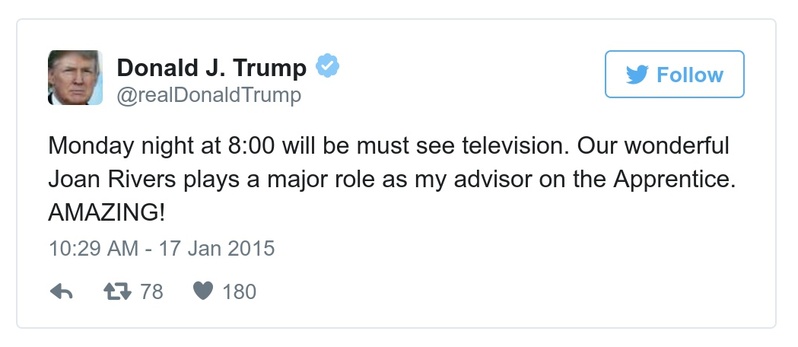 Donald J. Trump
@realDonaldTrump
Follow
Monday night at 8:00 will be must see television. Our wonderful
Joan Rivers plays a major role as my advisor on the Apprentice.
AMAZING!
10:29 AM - 17 Jan 2015
78 180